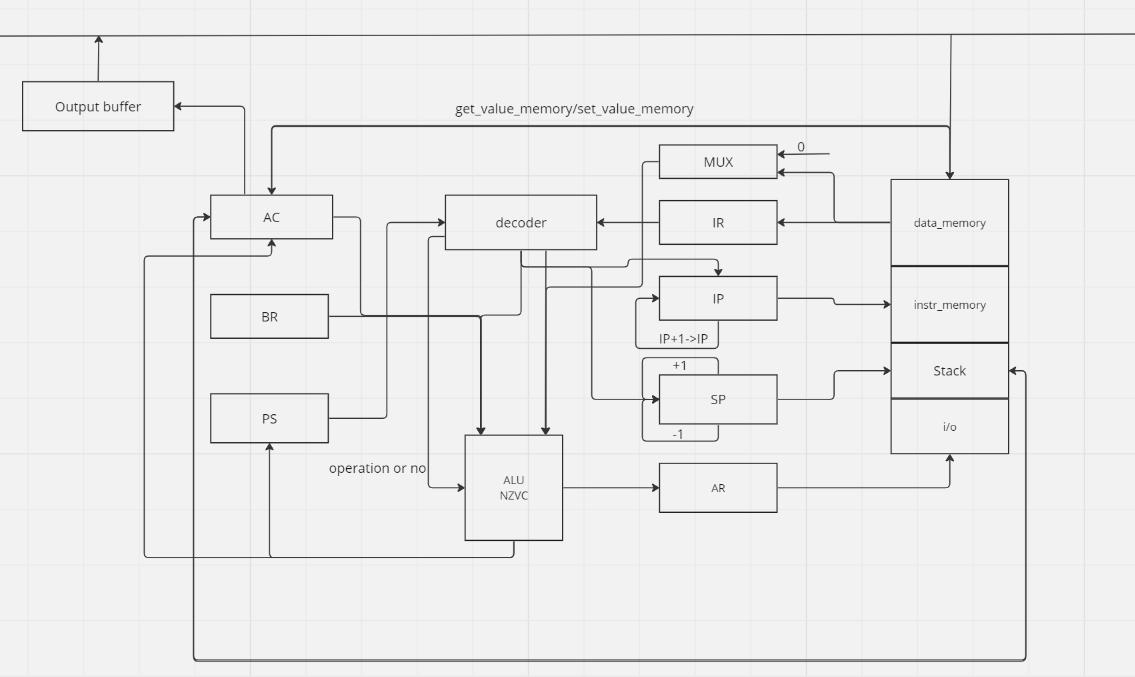 Output buffer
get_value_memory/set_value_memory
0
MUX
AC
decoder
IR
data_memory
IP
instr_memory
BR
IP+1->IP
+1
Stack
SP
PS
i/o
-1
operation or no
ALU
NZVC
AR